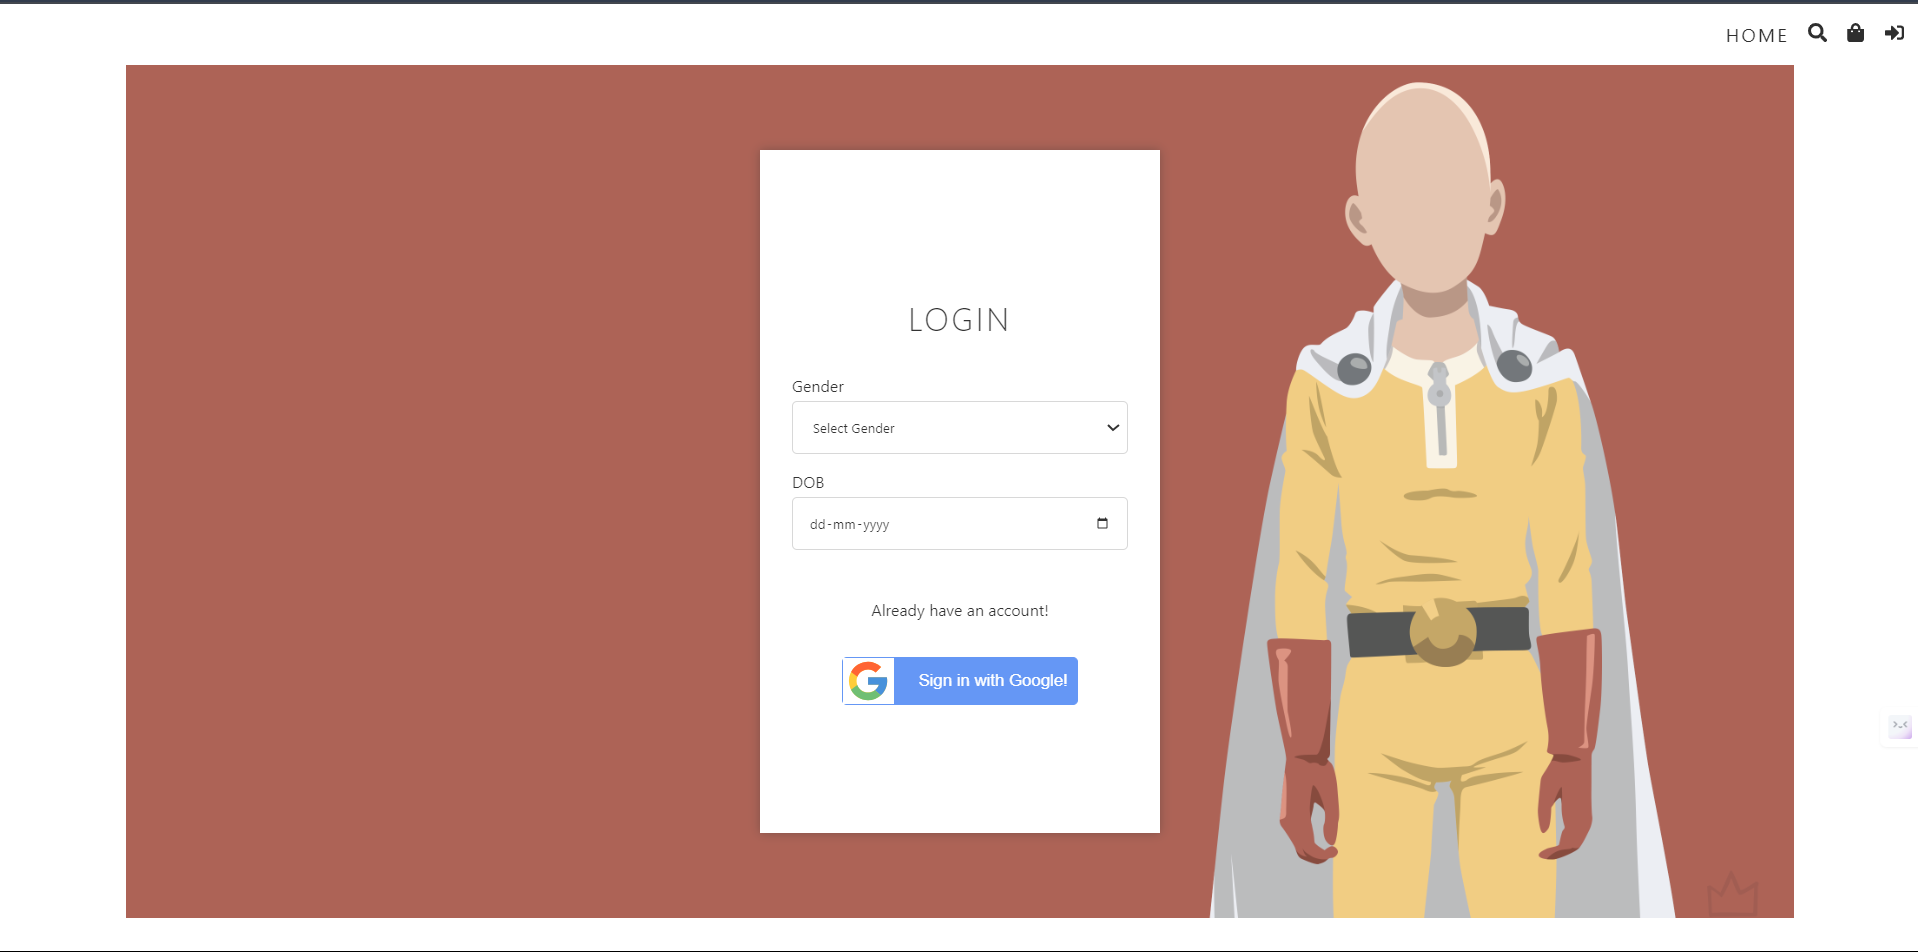 HOME
LOGIN
Gender
Select Gender
DOB
dd-mm-yyyy
Already have an account!
Sign in with Google!